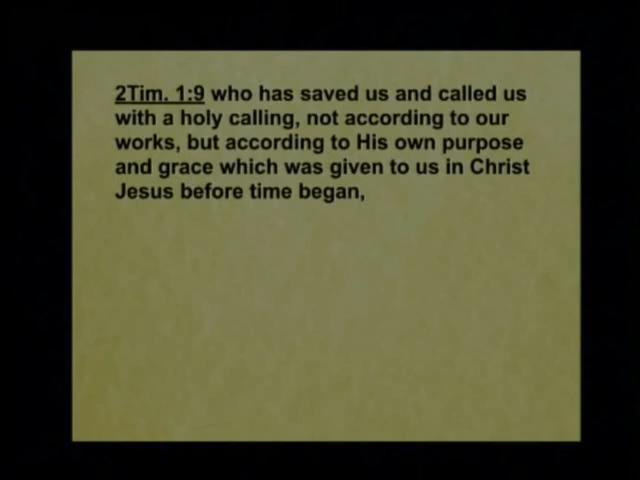 2Tim. 1:9 who has saved us and called us
with a holy calling, not according to our
works, but according to His own purpose
and grace which was given to us in Christ
Jesus before time began,